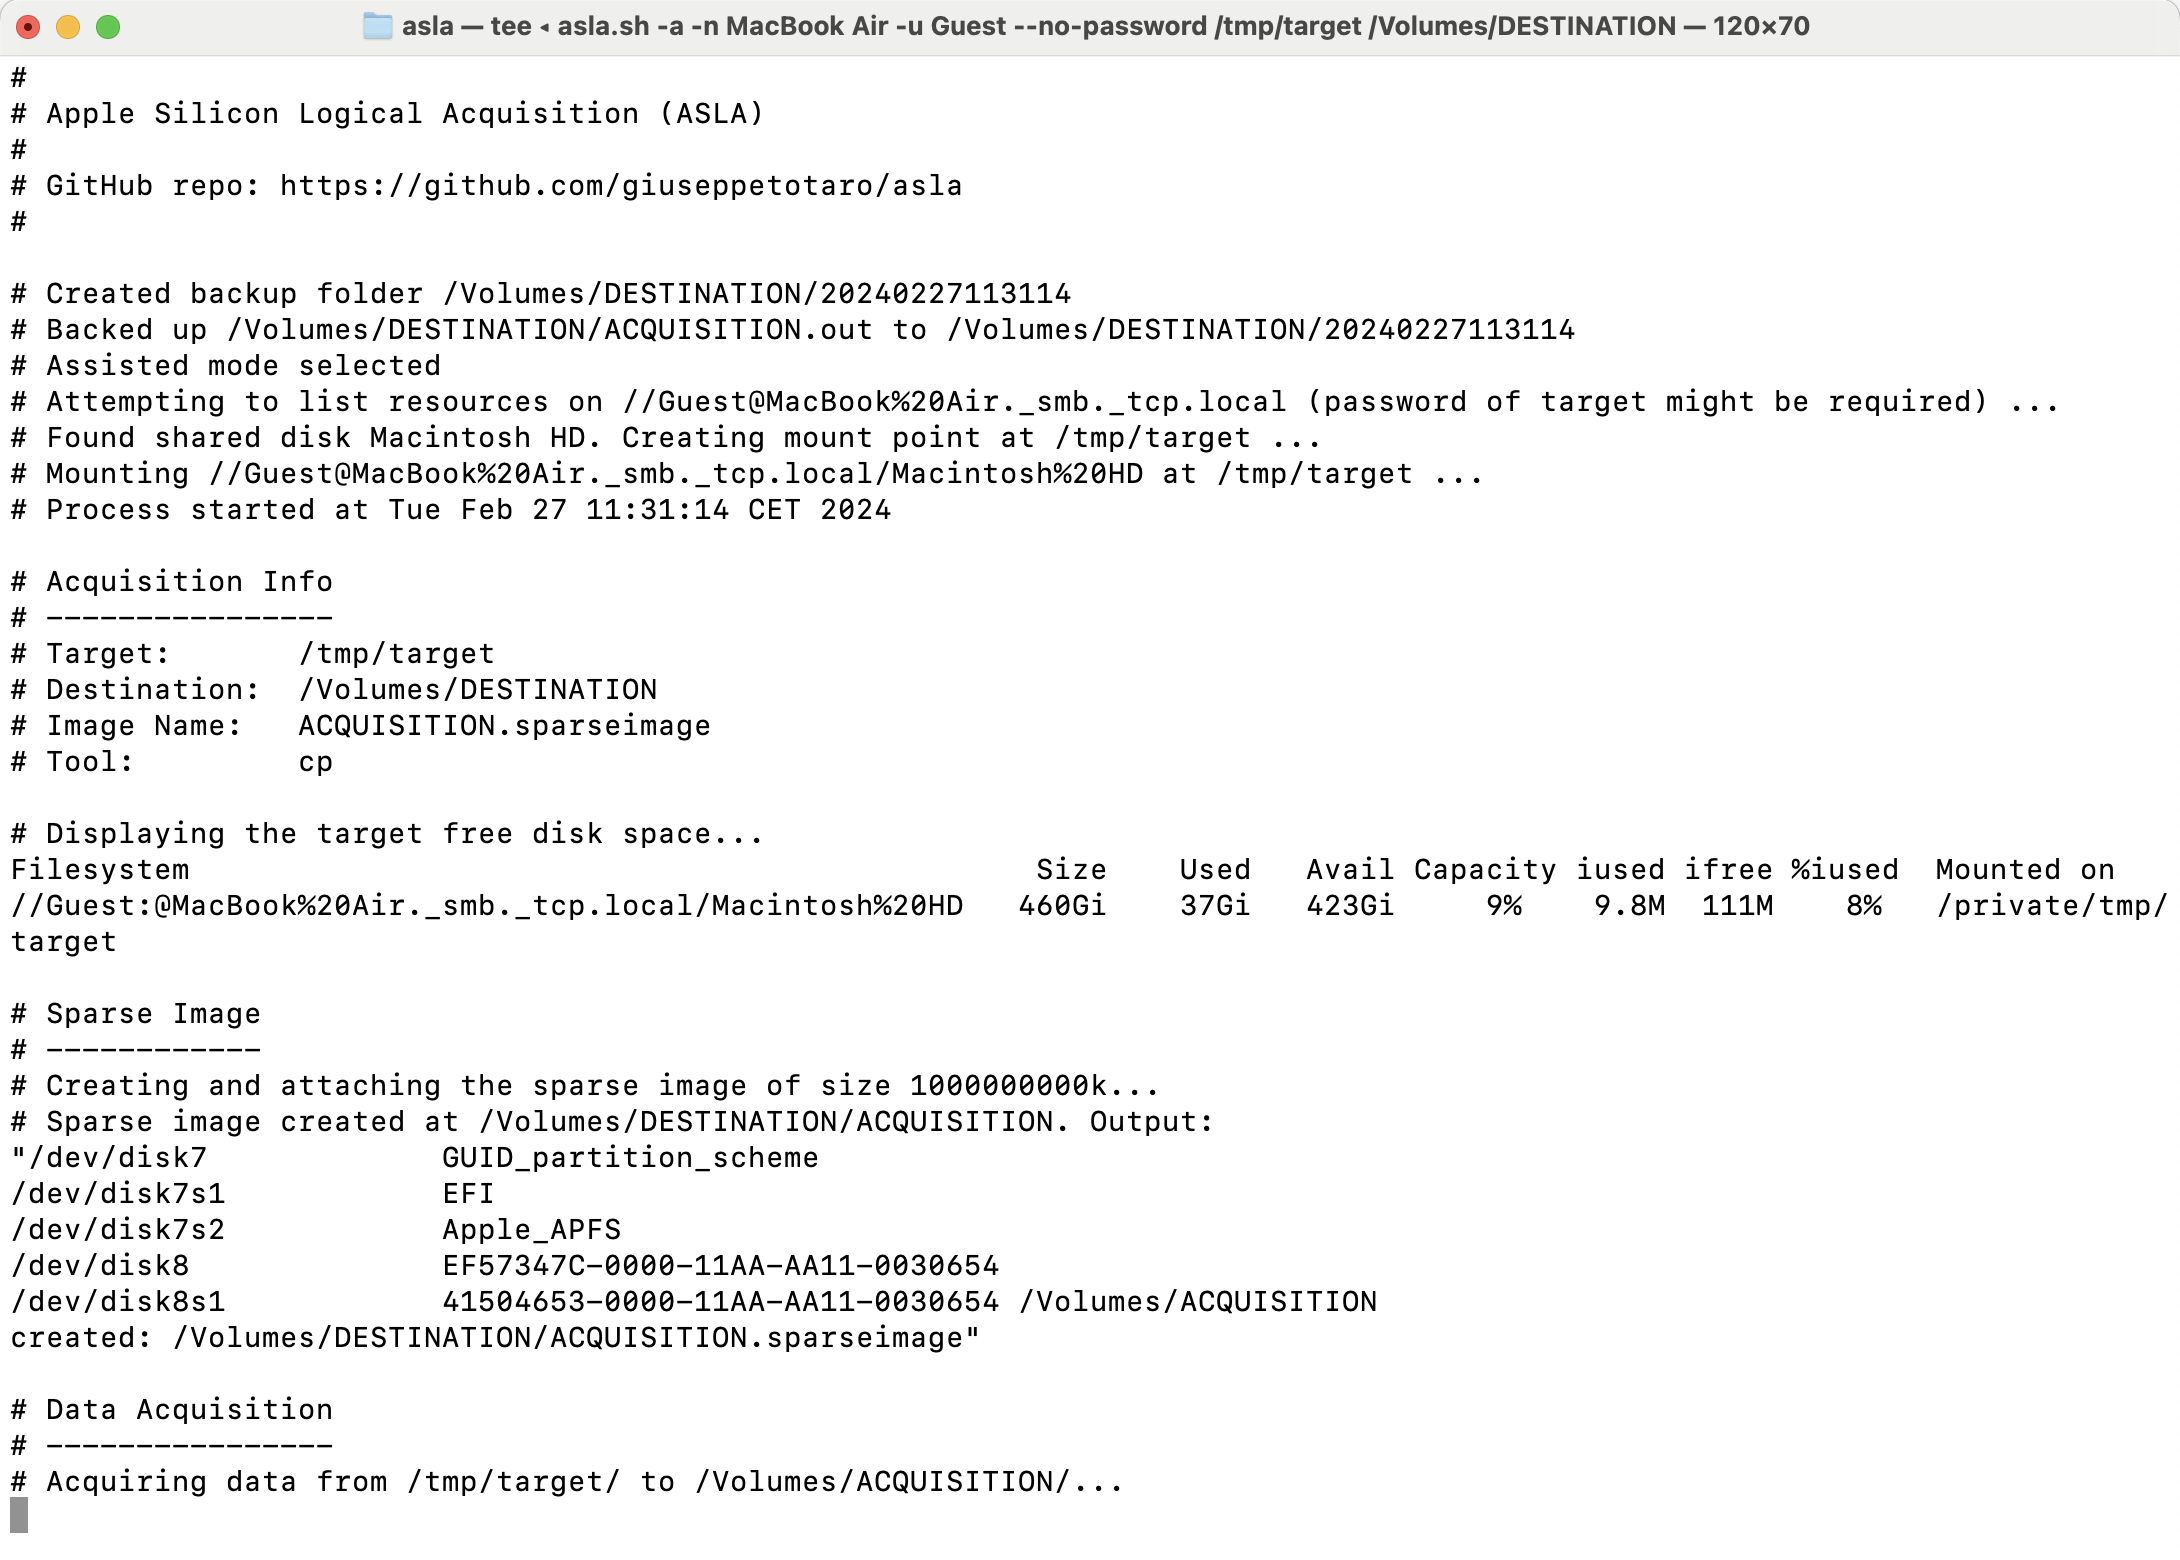 asla — tee ◂ asla.sh -a -n MacBook Air -u Guest --no-password /tmp/target /Volumes/DESTINATION — 120×70
#
# Apple Silicon Logical Acquisition (ASLA)
#
# GitHub repo: https://github.com/giuseppetotaro/asla
#
# Created backup folder /Volumes/DESTINATION/20240227113114
# Backed up /Volumes/DESTINATION/ACQUISITION.out to /Volumes/DESTINATION/20240227113114
# Assisted mode selected
# Attempting to list resources on //Guest@MacBook%20Air._smb._tcp.local (password of target might be required) ...
# Found shared disk Macintosh HD. Creating mount point at /tmp/target ...
# Mounting //Guest@MacBook%20Air._smb._tcp.local/Macintosh%20HD at /tmp/target ...
# Process started at Tue Feb 27 11:31:14 CET 2024
# Acquisition Info
# ----------------
# Target:       /tmp/target
# Destination:  /Volumes/DESTINATION
# Image Name:   ACQUISITION.sparseimage
# Tool:         cp
# Displaying the target free disk space...
Filesystem                                               Size    Used   Avail Capacity iused ifree %iused  Mounted on
//Guest:@MacBook%20Air._smb._tcp.local/Macintosh%20HD   460Gi    37Gi   423Gi     9%    9.8M  111M    8%   /private/tmp/
target
# Sparse Image
# ------------
# Creating and attaching the sparse image of size 1000000000k...
# Sparse image created at /Volumes/DESTINATION/ACQUISITION. Output:
"/dev/disk7             GUID_partition_scheme
/dev/disk7s1            EFI
/dev/disk7s2            Apple_APFS
/dev/disk8              EF57347C-0000-11AA-AA11-0030654
/dev/disk8s1            41504653-0000-11AA-AA11-0030654 /Volumes/ACQUISITION
created: /Volumes/DESTINATION/ACQUISITION.sparseimage"
# Data Acquisition
# ----------------
# Acquiring data from /tmp/target/ to /Volumes/ACQUISITION/...